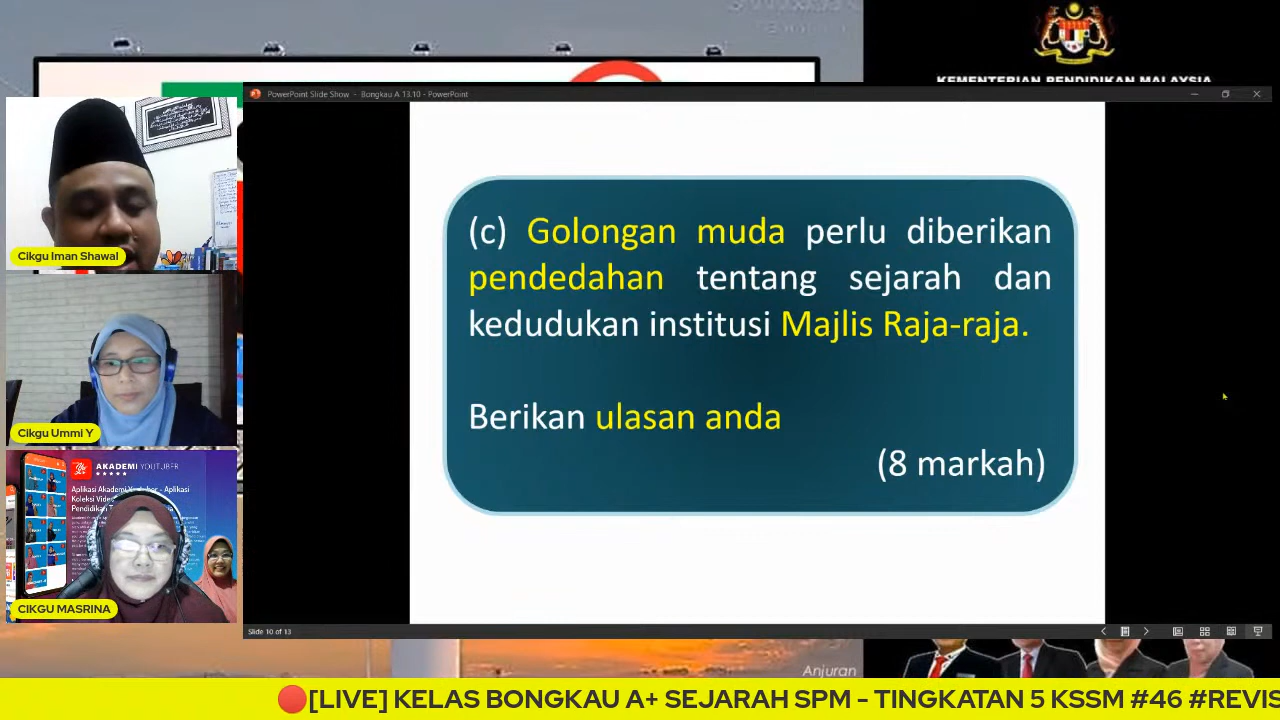 KEMENTERIAN PENDIDIKAN MALAYSIA
PowerPoint Slide Show - Bongkau A 13.10 - PowerPoint
(c) Golongan muda perlu diberikan
pendedahan tentang sejarah dan
kedudukan institusi Majlis Raja-raja.
Berikan ulasan anda
(8 markah)
Cikgu Iman Shawal
Cikgu Ummi Y
AKADEMI YOUTUBER
Koleksi
Pendidikan
CIKGU MASRINA
Slide 10 of 13
Anjuran
🔴[LIVE] KELAS BONGKAU A+ SEJARAH SPM - TINGKATAN 5 KSSM #46 #REVIS